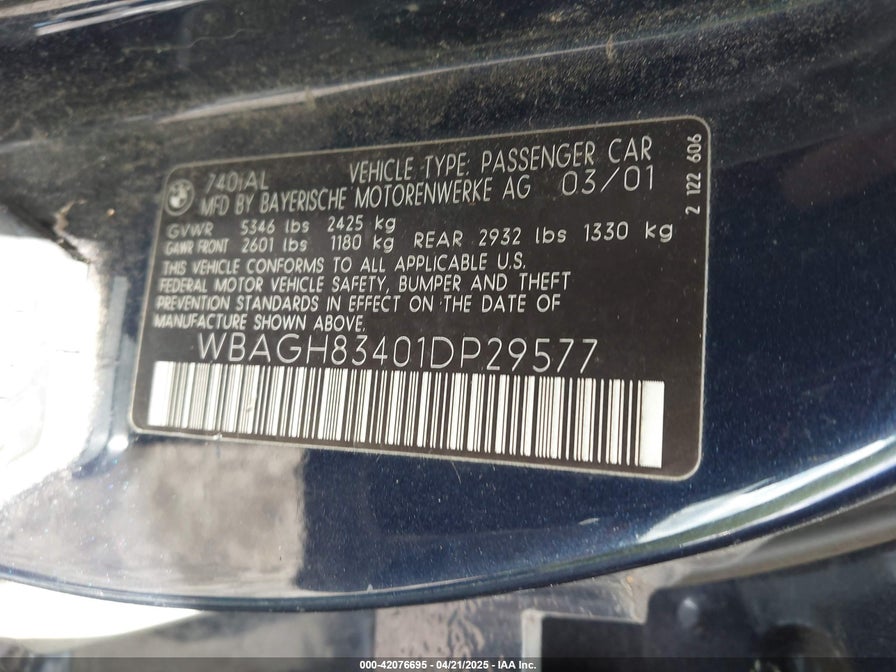 740iAL VEHICLE TYPE: PASSENGER CAR
MFD BY BAYERISCHE MOTORENWERKE AG 03/01
GVWR 5346 lbs 2425 kg
GAWR FRONT 2601 lbs 1180 kg REAR 2932 lbs 1330 kg
THIS VEHICLE CONFORMS TO ALL APPLICABLE U.S.
FEDERAL MOTOR VEHICLE SAFETY, BUMPER AND THEFT
PREVENTION STANDARDS IN EFFECT ON THE DATE OF
MANUFACTURE SHOWN ABOVE.
WBAGH83401DP29577
2 122 606
000-42076695 - 04/21/2025 - IAA Inc.